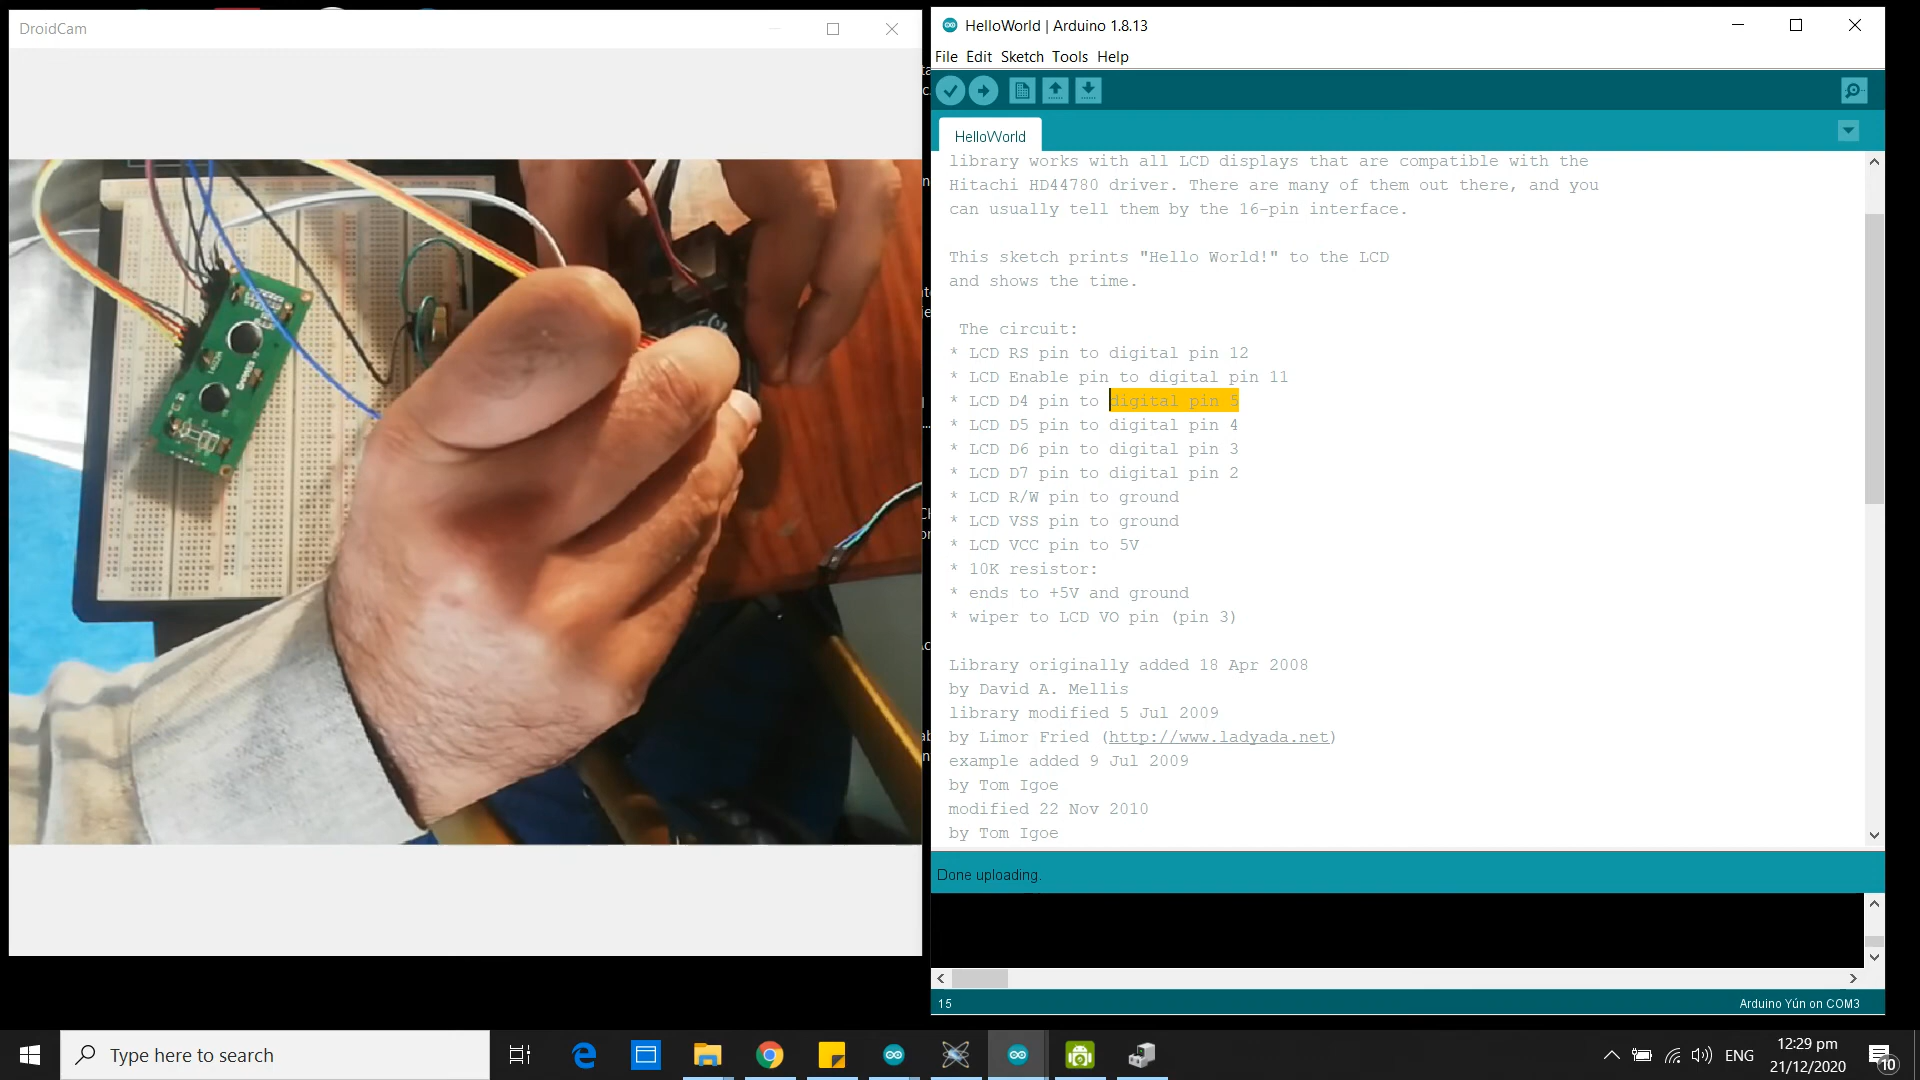 DroidCam
HelloWorld | Arduino 1.8.13
File Edit Sketch Tools Help
HelloWorld
library works with all LCD displays that are compatible with the
Hitachi HD44780 driver. There are many of them out there, and you
can usually tell them by the 16-pin interface.
This sketch prints "Hello World!" to the LCD
and shows the time.
The circuit:
* LCD RS pin to digital pin 12
* LCD Enable pin to digital pin 11
* LCD D4 pin to digital pin 5
* LCD D5 pin to digital pin 4
* LCD D6 pin to digital pin 3
* LCD D7 pin to digital pin 2
* LCD R/W pin to ground
* LCD VSS pin to ground
* LCD VCC pin to 5V
* 10K resistor:
* ends to +5V and ground
* wiper to LCD VO pin (pin 3)
Library originally added 18 Apr 2008
by David A. Mellis
library modified 5 Jul 2009
by Limor Fried (http://www.ladyada.net)
example added 9 Jul 2009
by Tom Igoe
modified 22 Nov 2010
by Tom Igoe
Done uploading.
15
Arduino Yún on COM3
Type here to search
ENG
12:29 pm
21/12/2020
10